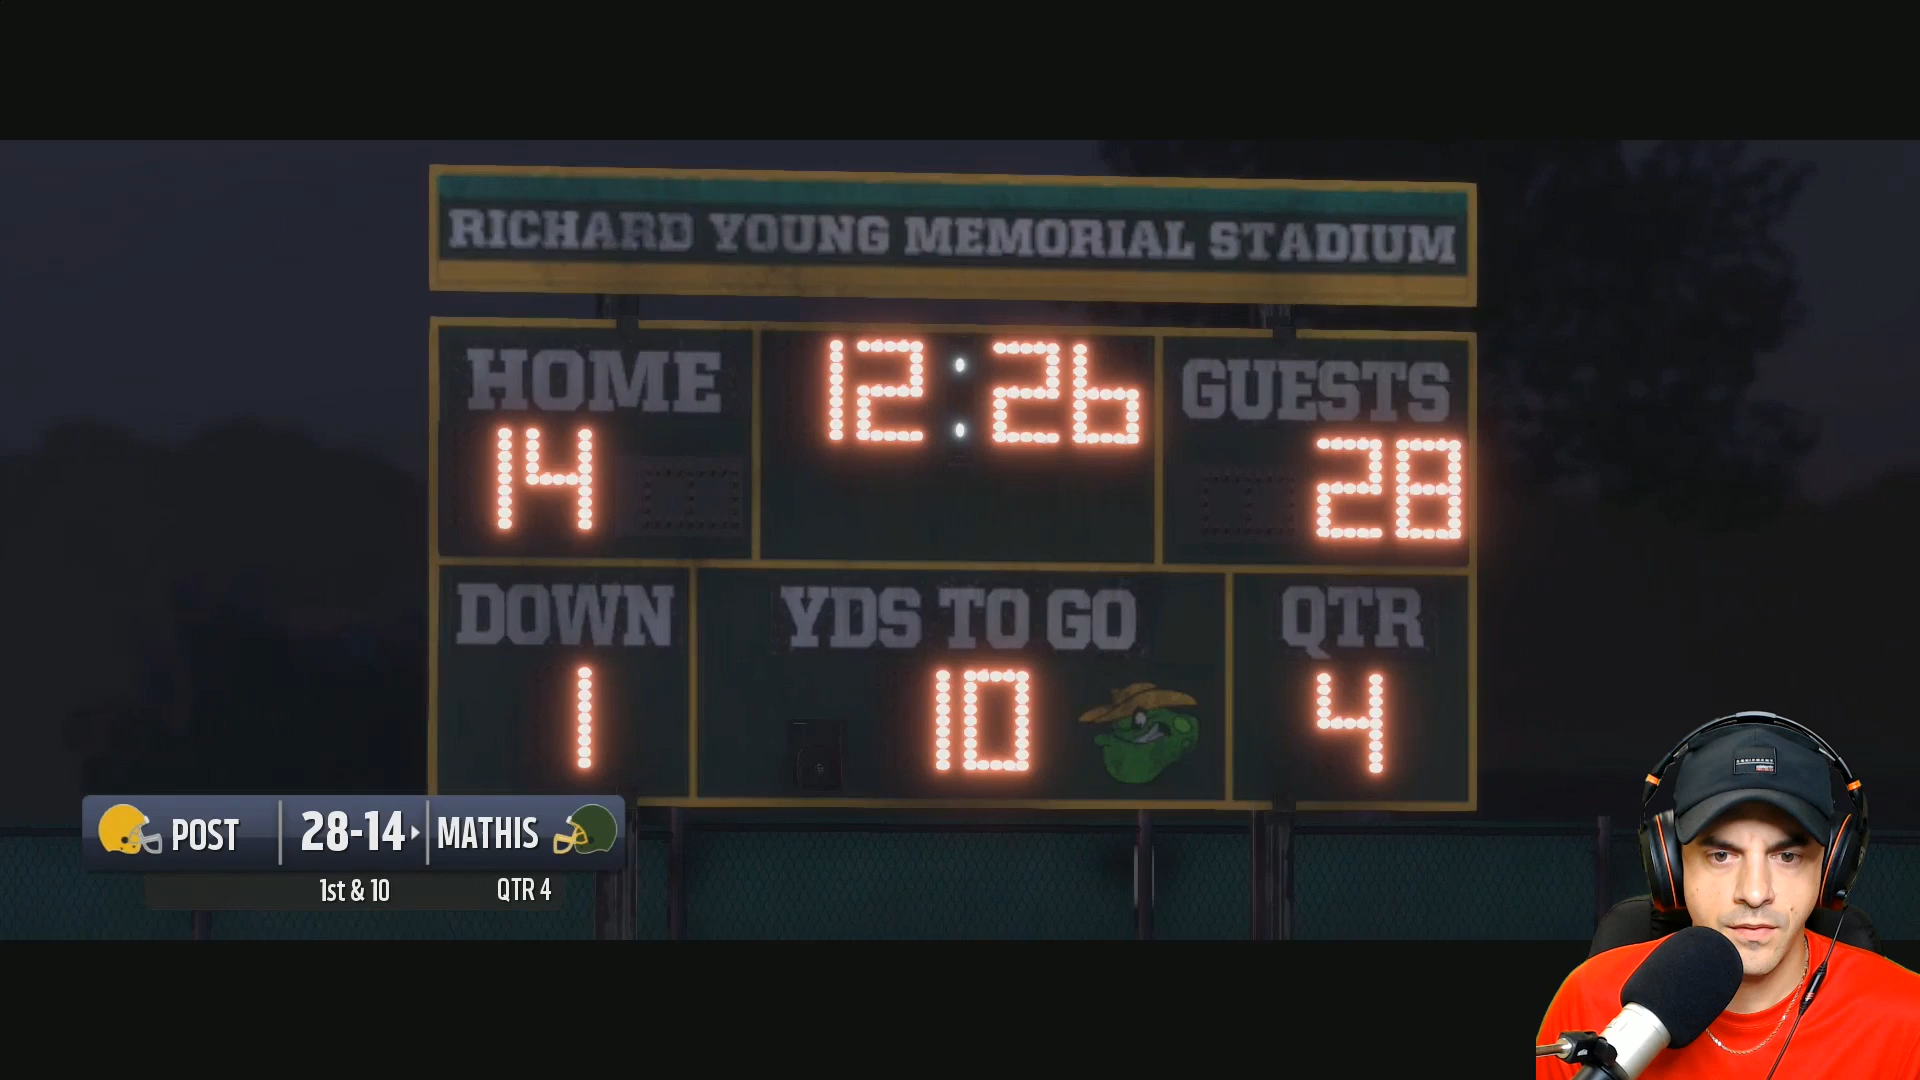 RICHARD YOUNG MEMORIAL STADIUM
HOME
12:26
GUESTS
14
28
DOWN
YDS TO GO
QTR
1
10
4
POST 28-14 MATHIS
1st & 10 QTR 4